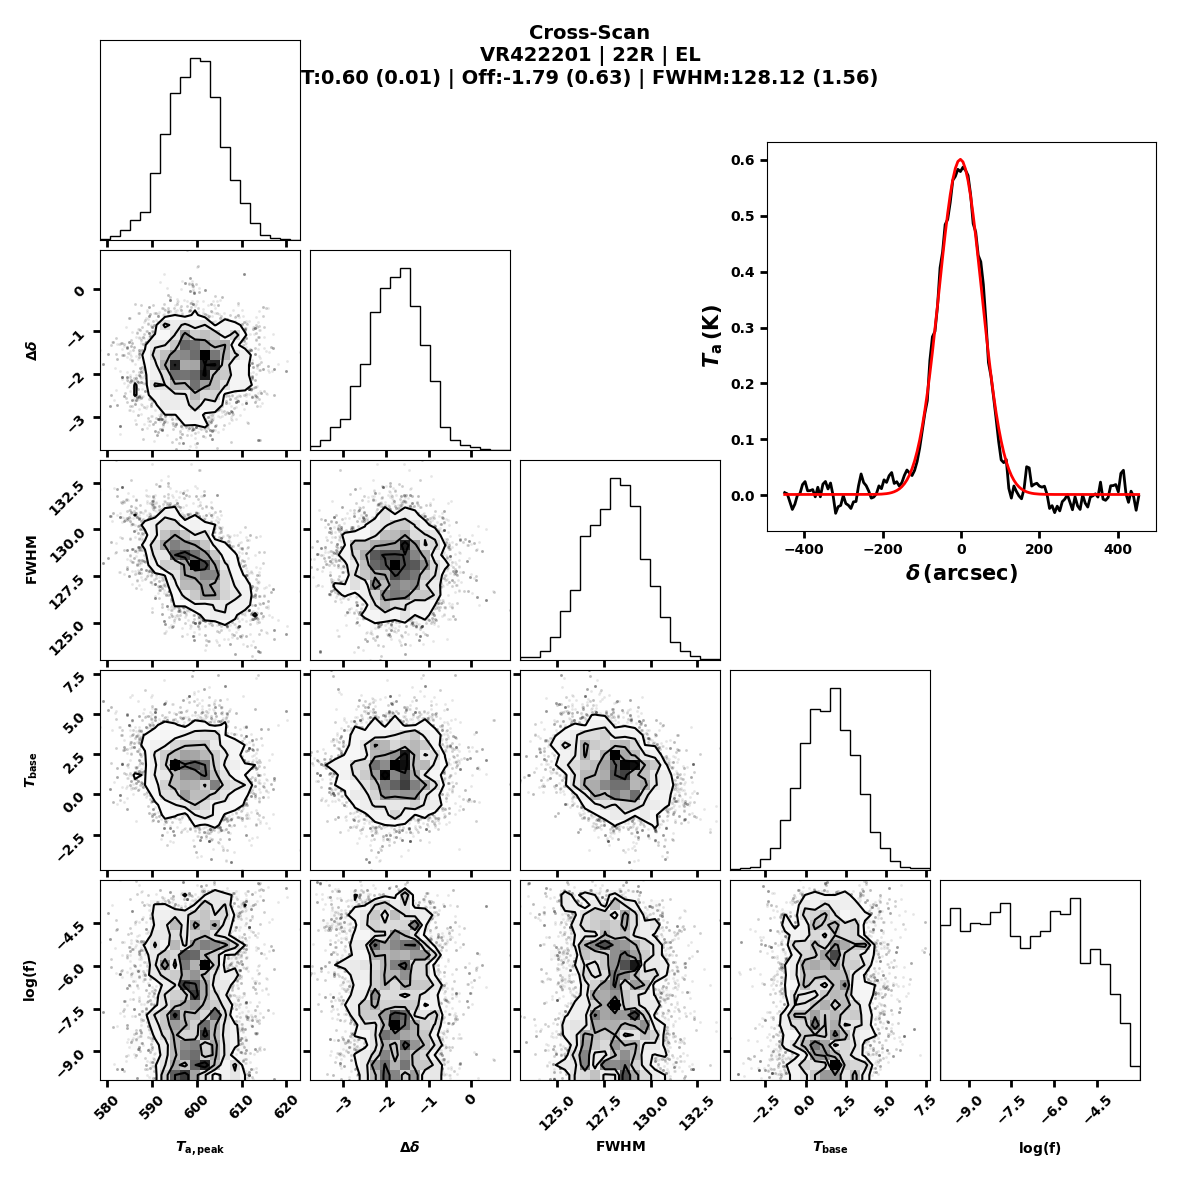 Cross-Scan
VR422201 | 22R | EL
T:0.60 (0.01) | Off:-1.79 (0.63) | FWHM:128.12 (1.56)
0.6
0.5
0.4
0.3
0.2
0.1
0.0
Tₐ (K)
−400 −200 0 200 400
δ (arcsec)
0
−1
−2
−3
Δδ
132.5
130.0
127.5
125.0
FWHM
7.5
5.0
2.5
0.0
−2.5
T_base
−4.5
−6.0
−7.5
−9.0
log(f)
580 590 600 610 620
−3 −2 −1 0
125.0 127.5 130.0 132.5
−2.5 0.0 2.5 5.0 7.5
−9.0 −7.5 −6.0 −4.5
T_a,peak
Δδ
FWHM
T_base
log(f)